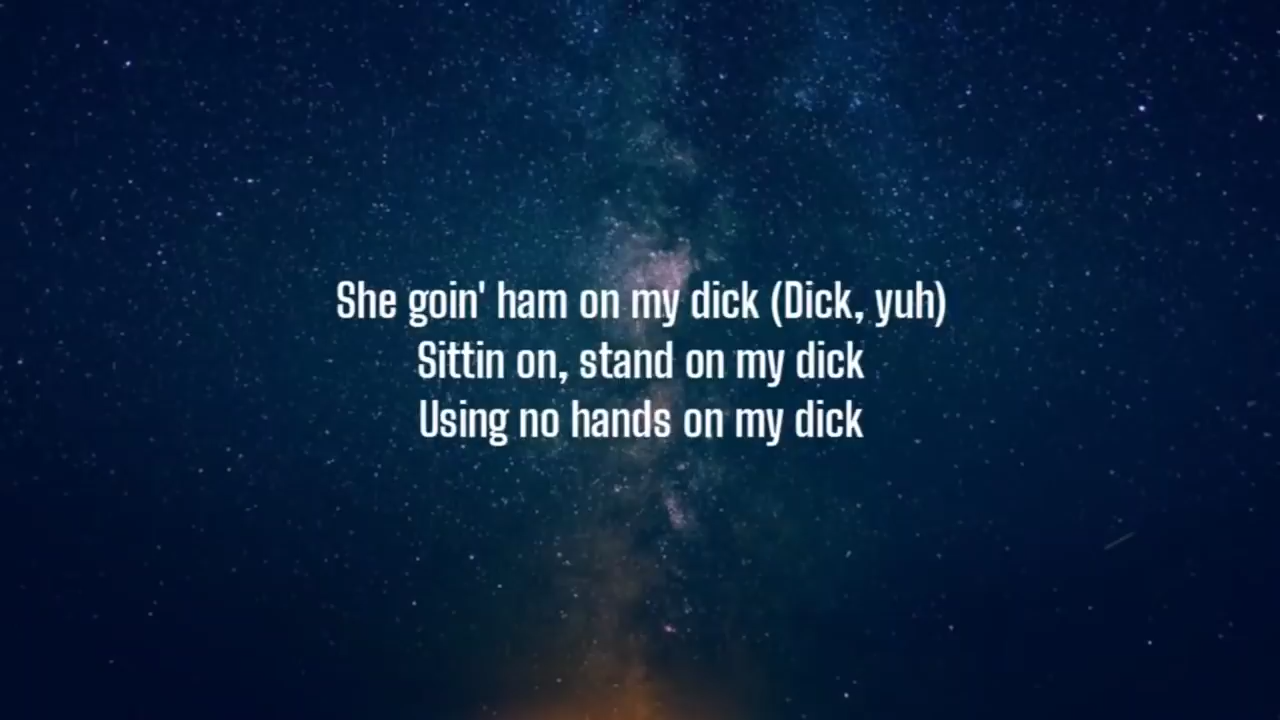 She goin' ham on my dick (Dick, yuh)
Sittin on, stand on my dick
Using no hands on my dick